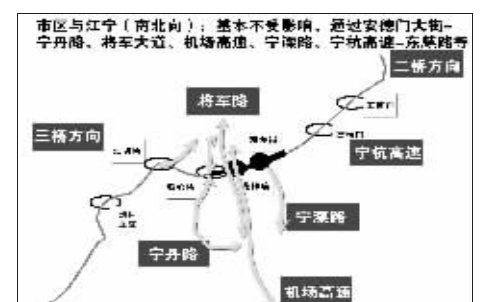 市区与江宁（南北向）：基本不受影响，通过安德门大街-
宁丹路、将军大道、机场高速、宁溧路、宁杭高速-东麒路等
二桥方向
将军路
三桥方向
宁杭高速
宁溧路
宁丹路
机场高速